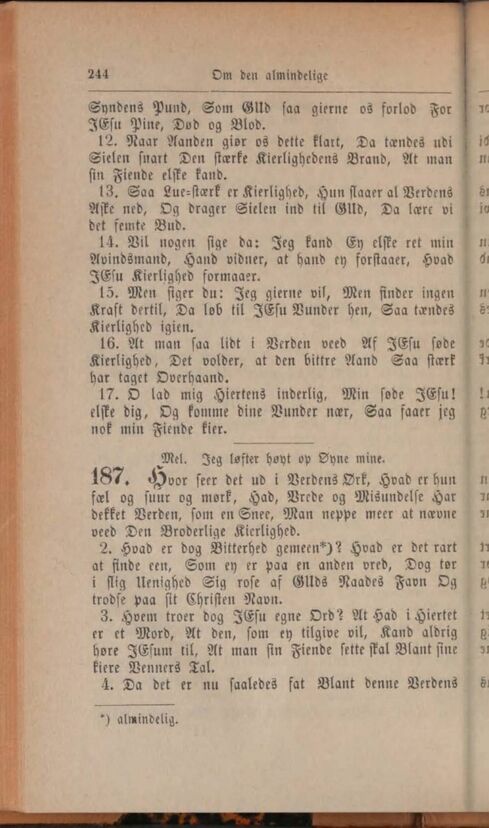 244 Om den almindelige
Syndens Pund, Som GUd saa gierne os forlod For
JEsu Pine, Død og Blod.
12. Naar Aanden giør os dette klart, Da tændes udi
Sielen snart Den stærke Kierlighedens Brand, At man
sin Fiende elske kand.
13. Saa Lue-stærk er Kierlighed, Hun slaaer al Verdens
Aske ned, Og drager Sielen ind til GUd, Da lære vi
det femte Bud.
14. Vil nogen sige da: Jeg kand Ey elske ret min
Avindsmand, Hand vidner, at hand ey forstaaer, Hvad
JEsu Kierlighed formaaer.
15. Men siger du: Jeg gierne vil, Men finder ingen
Kraft dertil, Da løb til JEsu Vunder hen, Saa tændes
Kierlighed igien.
16. At man saa lidt i Verden veed Af JEsu søde
Kierlighed, Det volder, at den bittre Aand Saa stærk
har taget Overhaand.
17. O lad mig Hiertens inderlig, Min søde JEsu!
elske dig, Og komme dine Vunder nær, Saa faaer jeg
nok min Fiende kier.
Mel. Jeg løfter høyt op Øyne mine.
187. Hvor seer det ud i Verdens Ørk, Hvad er hun
fæl og suur og mørk, Had, Vrede og Misundelse Har
dekket Verden, som en Snee, Man neppe meer at nævne
veed Den Broderlige Kierlighed.
2. Hvad er dog Bitterhed gemeen*)? Hvad er det rart
at finde een, Som ey er paa en anden vred, Dog tør
i slig Uenighed Sig rose af GUds Naades Favn Og
trodse paa sit Christen Navn.
3. Hvem troer dog JEsu egne Ord? At Had i Hiertet
er et Mord, At den, som ey tilgive vil, Kand aldrig
høre JEsum til, At man sin Fiende sette skal Blant sine
kiere Venners Tal.
4. Da det er nu saaledes fat Blant denne Verdens
*) almindelig.